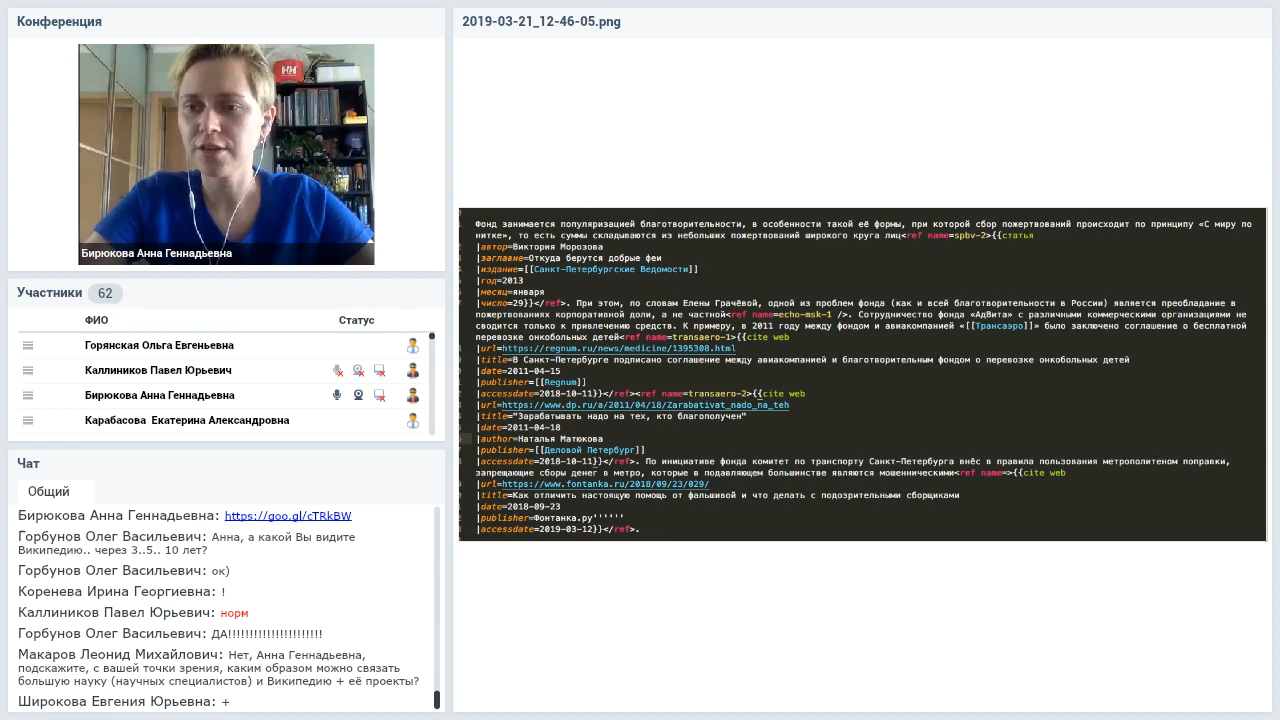 Конференция
Бирюкова Анна Геннадьевна
Участники 62
ФИО Статус
Горянская Ольга Евгеньевна
Каллиников Павел Юрьевич
Бирюкова Анна Геннадьевна
Карабасова Екатерина Александровна
Чат
Общий
Бирюкова Анна Геннадьевна: https://goo.gl/cTRkBW
Горбунов Олег Васильевич: Анна, а какой Вы видите
Википедию.. через 3..5.. 10 лет?
Горбунов Олег Васильевич: ок)
Коренева Ирина Георгиевна: !
Каллиников Павел Юрьевич: норм
Горбунов Олег Васильевич: ДА!!!!!!!!!!!!!!!!!!!!!!
Макаров Леонид Михайлович: Нет, Анна Геннадьевна,
подскажите, с вашей точки зрения, каким образом можно связать
большую науку (научных специалистов) и Википедию + её проекты?
Широкова Евгения Юрьевна: +
2019-03-21_12-46-05.png
Фонд занимается популяризацией благотворительности, в особенности такой её формы, при которой сбор пожертвований происходит по принципу «С миру по
нитке», то есть суммы складываются из небольших пожертвований широкого круга лиц<ref name=spbv-2>{{статья
|автор=Виктория Морозова
|заглавие=Откуда берутся добрые феи
|издание=[[Санкт-Петербургские Ведомости]]
|год=2013
|месяц=января
|число=29}}</ref>. При этом, по словам Елены Грачёвой, одной из проблем фонда (как и всей благотворительности в России) является преобладание в
пожертвованиях корпоративной доли, а не частной<ref name=echo-msk-1 />. Сотрудничество фонда «АдВита» с различными коммерческими организациями не
сводится только к привлечению средств. К примеру, в 2011 году между фондом и авиакомпанией «[[Трансаэро]]» было заключено соглашение о бесплатной
перевозке онкобольных детей<ref name=transaero-1>{{cite web
|url=https://regnum.ru/news/medicine/1395308.html
|title=В Санкт-Петербурге подписано соглашение между авиакомпанией и благотворительным фондом о перевозке онкобольных детей
|date=2011-04-15
|publisher=[[Regnum]]
|accessdate=2018-10-11}}</ref><ref name=transaero-2>{{cite web
|url=https://www.dp.ru/a/2011/04/18/Zarabativat_nado_na_teh
|title="Зарабатывать надо на тех, кто благополучен"
|date=2011-04-18
|author=Наталья Матюкова
|publisher=[[Деловой Петербург]]
|accessdate=2018-10-11}}</ref>. По инициативе фонда комитет по транспорту Санкт-Петербурга внёс в правила пользования метрополитеном поправки,
запрещающие сборы денег в метро, которые в подавляющем большинстве являются мошенническими<ref name=>{{cite web
|url=https://www.fontanka.ru/2018/09/23/029/
|title=Как отличить настоящую помощь от фальшивой и что делать с подозрительными сборщиками
|date=2018-09-23
|publisher=Фонтанка.ру''''''
|accessdate=2019-03-12}}</ref>.